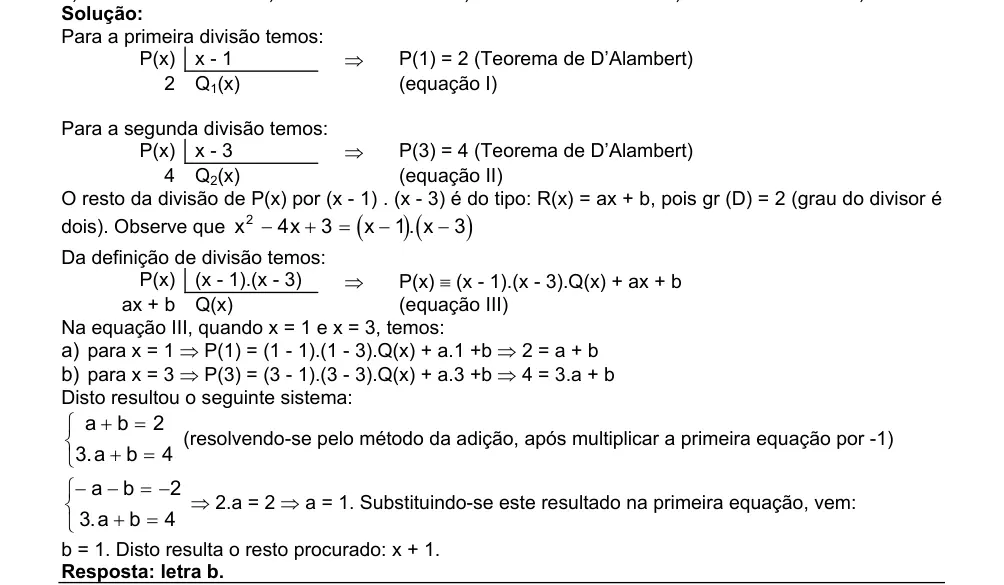 Solução:
Para a primeira divisão temos:
P(x) x - 1 ⇒ P(1) = 2 (Teorema de D'Alembert)
2 Q₁(x) (equação I)
Para a segunda divisão temos:
P(x) x - 3 ⇒ P(3) = 4 (Teorema de D'Alambert)
4 Q₂(x) (equação II)
O resto da divisão de P(x) por (x - 1) . (x - 3) é do tipo: R(x) = ax + b, pois gr (D) = 2 (grau do divisor é
dois). Observe que x² − 4x + 3 = (x − 1).(x − 3)
Da definição de divisão temos:
P(x) (x - 1).(x - 3) ⇒ P(x) ≡ (x - 1).(x - 3).Q(x) + ax + b
ax + b Q(x) (equação III)
Na equação III, quando x = 1 e x = 3, temos:
a) para x = 1 ⇒ P(1) = (1 - 1).(1 - 3).Q(x) + a.1 +b ⇒ 2 = a + b
b) para x = 3 ⇒ P(3) = (3 - 1).(3 - 3).Q(x) + a.3 +b ⇒ 4 = 3.a + b
Disto resultou o seguinte sistema:
a + b = 2
3.a + b = 4 (resolvendo-se pelo método da adição, após multiplicar a primeira equação por -1)
− a − b = −2
3.a + b = 4 ⇒ 2.a = 2 ⇒ a = 1. Substituindo-se este resultado na primeira equação, vem:
b = 1. Disto resulta o resto procurado: x + 1.
Resposta: letra b.